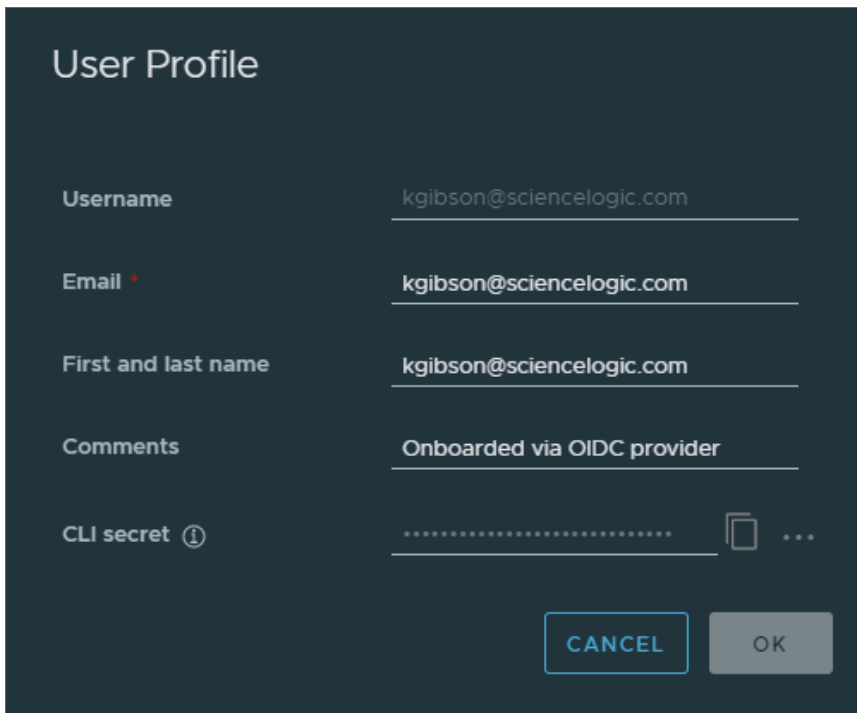 User Profile
Username kgibson@sciencelogic.com
Email * kgibson@sciencelogic.com
First and last name kgibson@sciencelogic.com
Comments Onboarded via OIDC provider
CLI secret ⓘ ••••••••••••••••••••••••••••• ...
CANCEL OK